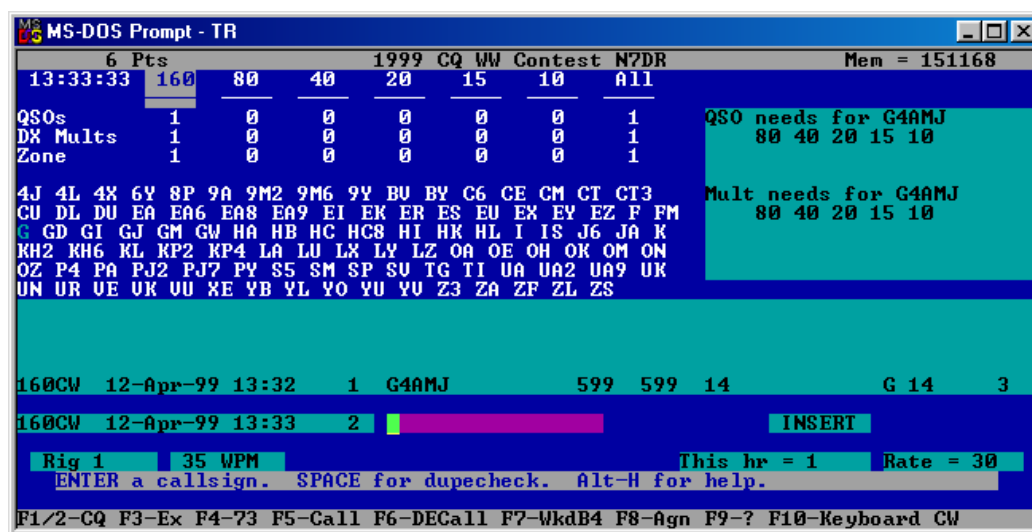 MS-DOS Prompt - TR
6 Pts 1999 CQ WW Contest N7DR Mem = 151168
13:33:33 160 80 40 20 15 10 All
QSOs 1 0 0 0 0 0 1 QSO needs for G4AMJ
DX Mults 1 0 0 0 0 0 1 80 40 20 15 10
Zone 1 0 0 0 0 0 1
4J 4L 4X 6Y 8P 9A 9M2 9M6 9Y BV BY C6 CE CM CT CT3 Mult needs for G4AMJ
CU DL DU EA EA6 EA8 EA9 EI EK ER ES EU EX EY EZ F FM 80 40 20 15 10
G GD GI GJ GM GW HA HB HC HC8 HI HK HL I IS J6 JA K
KH2 KH6 KL KP2 KP4 LA LU LX LY LZ OA OE OH OK OM ON
OZ P4 PA PJ2 PJ7 PY S5 SM SP SV TG TI UA UA2 UA9 UK
UN UR VE VK VU XE YB YL YO YU YV Z3 ZA ZF ZL ZS
160CW 12-Apr-99 13:32 1 G4AMJ 599 599 14 G 14 3
160CW 12-Apr-99 13:33 2 INSERT
Rig 1 35 WPM This hr = 1 Rate = 30
ENTER a callsign. SPACE for dupecheck. Alt-H for help.
F1/2-CQ F3-Ex F4-73 F5-Call F6-DECall F7-WkdB4 F8-Agn F9-? F10-Keyboard CW